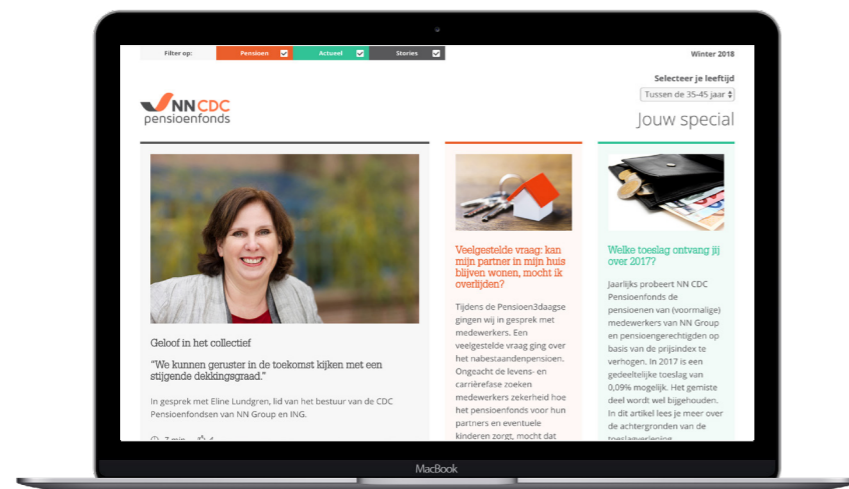 Filter op:
Pensioen
Actueel
Stories
Winter 2018
Selecteer je leeftijd
Tussen de 35-45 jaar
Jouw special
NN CDC
pensioenfonds
Geloof in het collectief
“We kunnen geruster in de toekomst kijken met een
stijgende dekkingsgraad.”
In gesprek met Eline Lundgren, lid van het bestuur van de CDC
Pensioenfondsen van NN Group en ING.
7 min
4
Veelgestelde vraag: kan
mijn partner in mijn huis
blijven wonen, mocht ik
overlijden?
Tijdens de Pensioen3daagse
gingen wij in gesprek met
medewerkers. Een
veelgestelde vraag ging over
het nabestaandenpensioen.
Ongeacht de levens- en
carrièrefase zoeken
medewerkers zekerheid hoe
het pensioenfonds voor hun
partners en eventuele
kinderen zorgt, mocht dat
Welke toeslag ontvang jij
over 2017?
Jaarlijks probeert NN CDC
Pensioenfonds de
pensioenen van (voormalige)
medewerkers van NN Group
en pensioengerechtigden op
basis van de prijsindex te
verhogen. In 2017 is een
gedeeltelijke toeslag van
0,09% mogelijk. Het gemiste
deel wordt wel bijgehouden.
In dit artikel lees je meer over
de achtergronden van de
toeslagverlening
MacBook